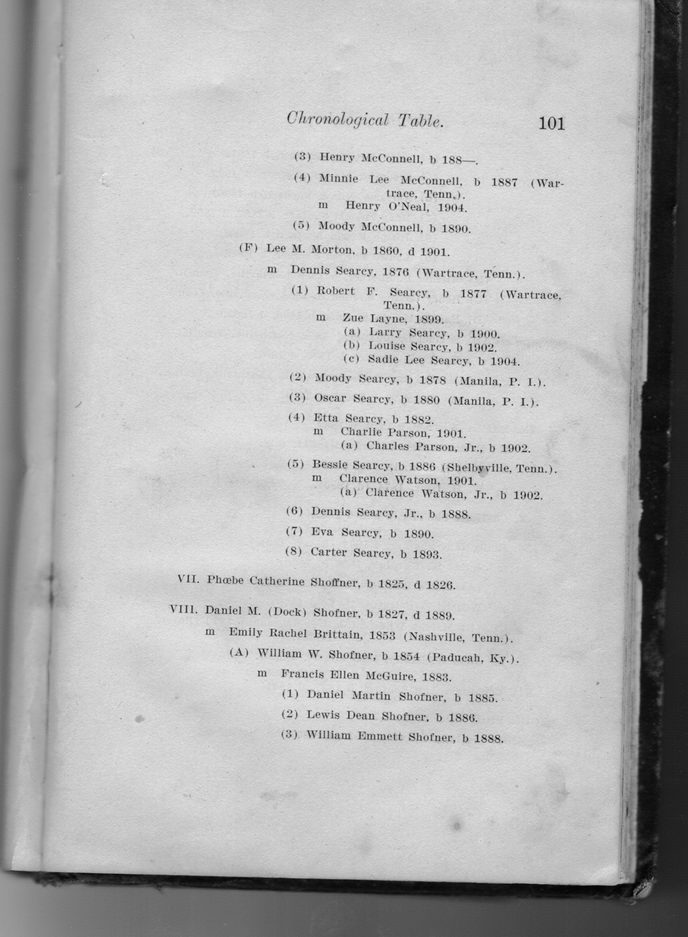 Chronological Table. 101
(3) Henry McConnell, b 188—.
(4) Minnie Lee McConnell, b 1887 (War-
trace, Tenn,).
m Henry O'Neal, 1904.
(5) Moody McConnell, b 1890.
(F) Lee M. Morton, b 1860, d 1901.
m Dennis Searcy, 1876 (Wartrace, Tenn.).
(1) Robert F. Searcy, b 1877 (Wartrace,
Tenn.).
m Zue Layne, 1899.
(a) Larry Searcy, b 1900.
(b) Louise Searcy, b 1902.
(c) Sadie Lee Searcy, b 1904.
(2) Moody Searcy, b 1878 (Manila, P. I.).
(3) Oscar Searcy, b 1880 (Manila, P. I.).
(4) Etta Searcy, b 1882.
m Charlie Parson, 1901.
(a) Charles Parson, Jr., b 1902.
(5) Bessie Searcy, b 1886 (Shelbyville, Tenn.).
m Clarence Watson, 1901.
(a) Clarence Watson, Jr., b 1902.
(6) Dennis Searcy, Jr., b 1888.
(7) Eva Searcy, b 1890.
(8) Carter Searcy, b 1893.
VII. Phœbe Catherine Shoffner, b 1825, d 1826.
VIII. Daniel M. (Dock) Shofner, b 1827, d 1889.
m Emily Rachel Brittain, 1853 (Nashville, Tenn.).
(A) William W. Shofner, b 1854 (Paducah, Ky.).
m Francis Ellen McGuire, 1883.
(1) Daniel Martin Shofner, b 1885.
(2) Lewis Dean Shofner, b 1886.
(3) William Emmett Shofner, b 1888.